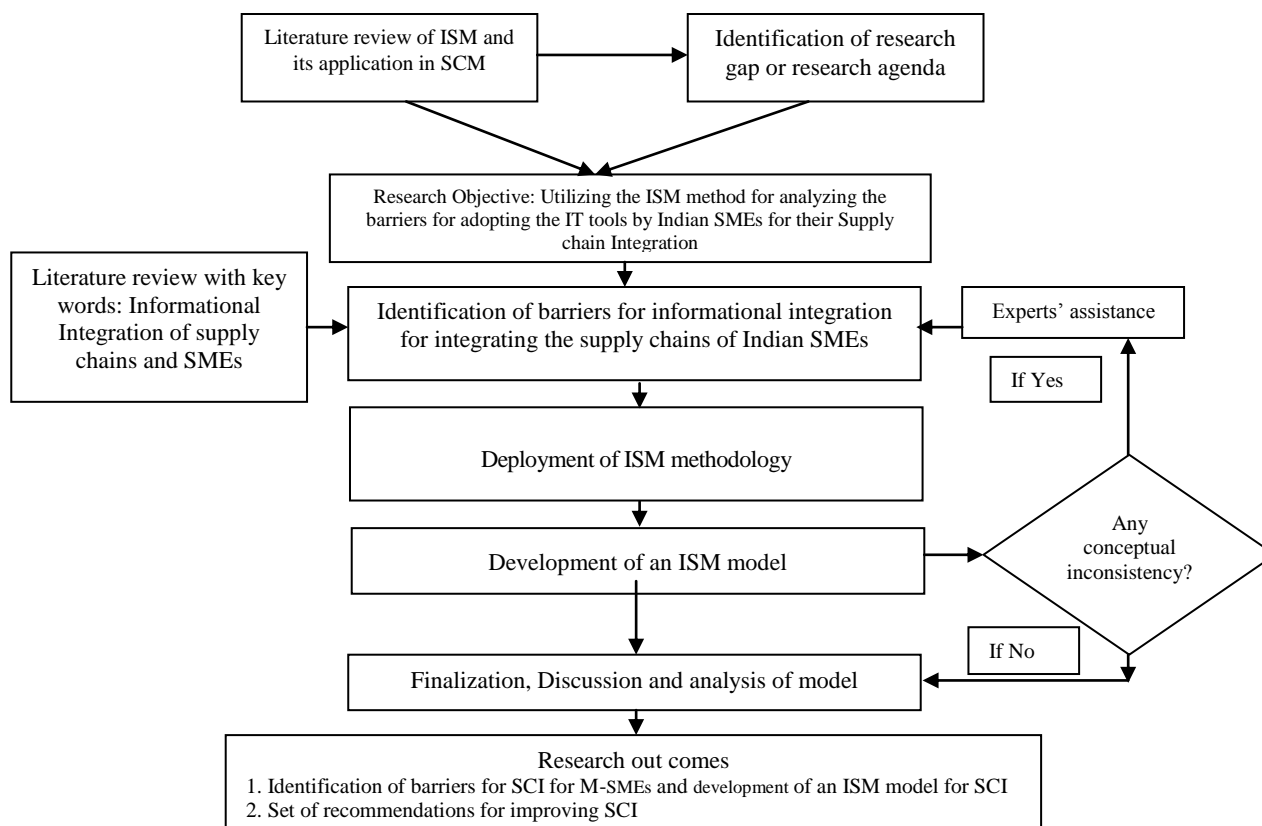 Literature review of ISM and
its application in SCM
Identification of research
gap or research agenda
Research Objective: Utilizing the ISM method for analyzing the
barriers for adopting the IT tools by Indian SMEs for their Supply
chain Integration
Literature review with key
words: Informational
Integration of supply
chains and SMEs
Identification of barriers for informational integration
for integrating the supply chains of Indian SMEs
Experts’ assistance
If Yes
Deployment of ISM methodology
Any
conceptual
inconsistency?
Development of an ISM model
If No
Finalization, Discussion and analysis of model
Research out comes
1. Identification of barriers for SCI for M-SMEs and development of an ISM model for SCI
2. Set of recommendations for improving SCI